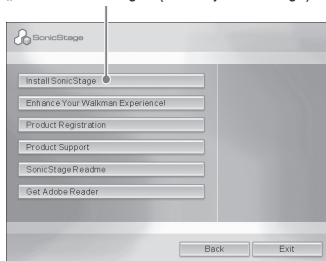 SonicStage
Install SonicStage
Enhance Your Walkman Experience!
Product Registration
Product Support
SonicStage Readme
Get Adobe Reader
Back
Exit